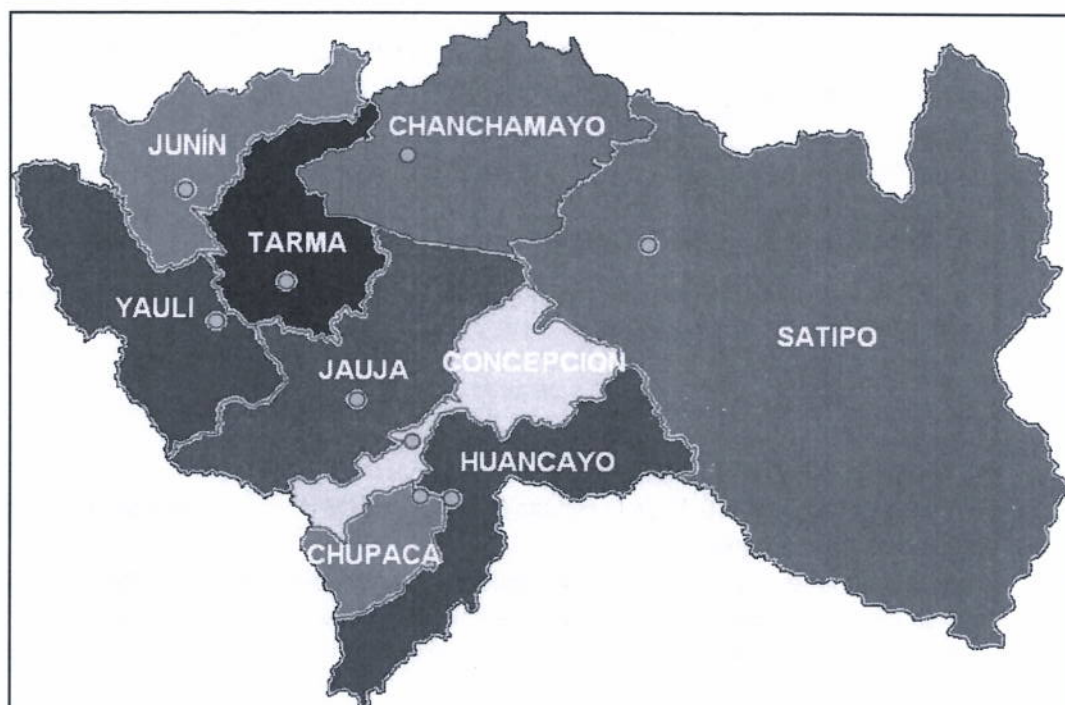 JUNÍN
CHANCHAMAYO
TARMA
YAULI
SATIPO
JAUJA
CONCEPCION
HUANCAYO
CHUPACA